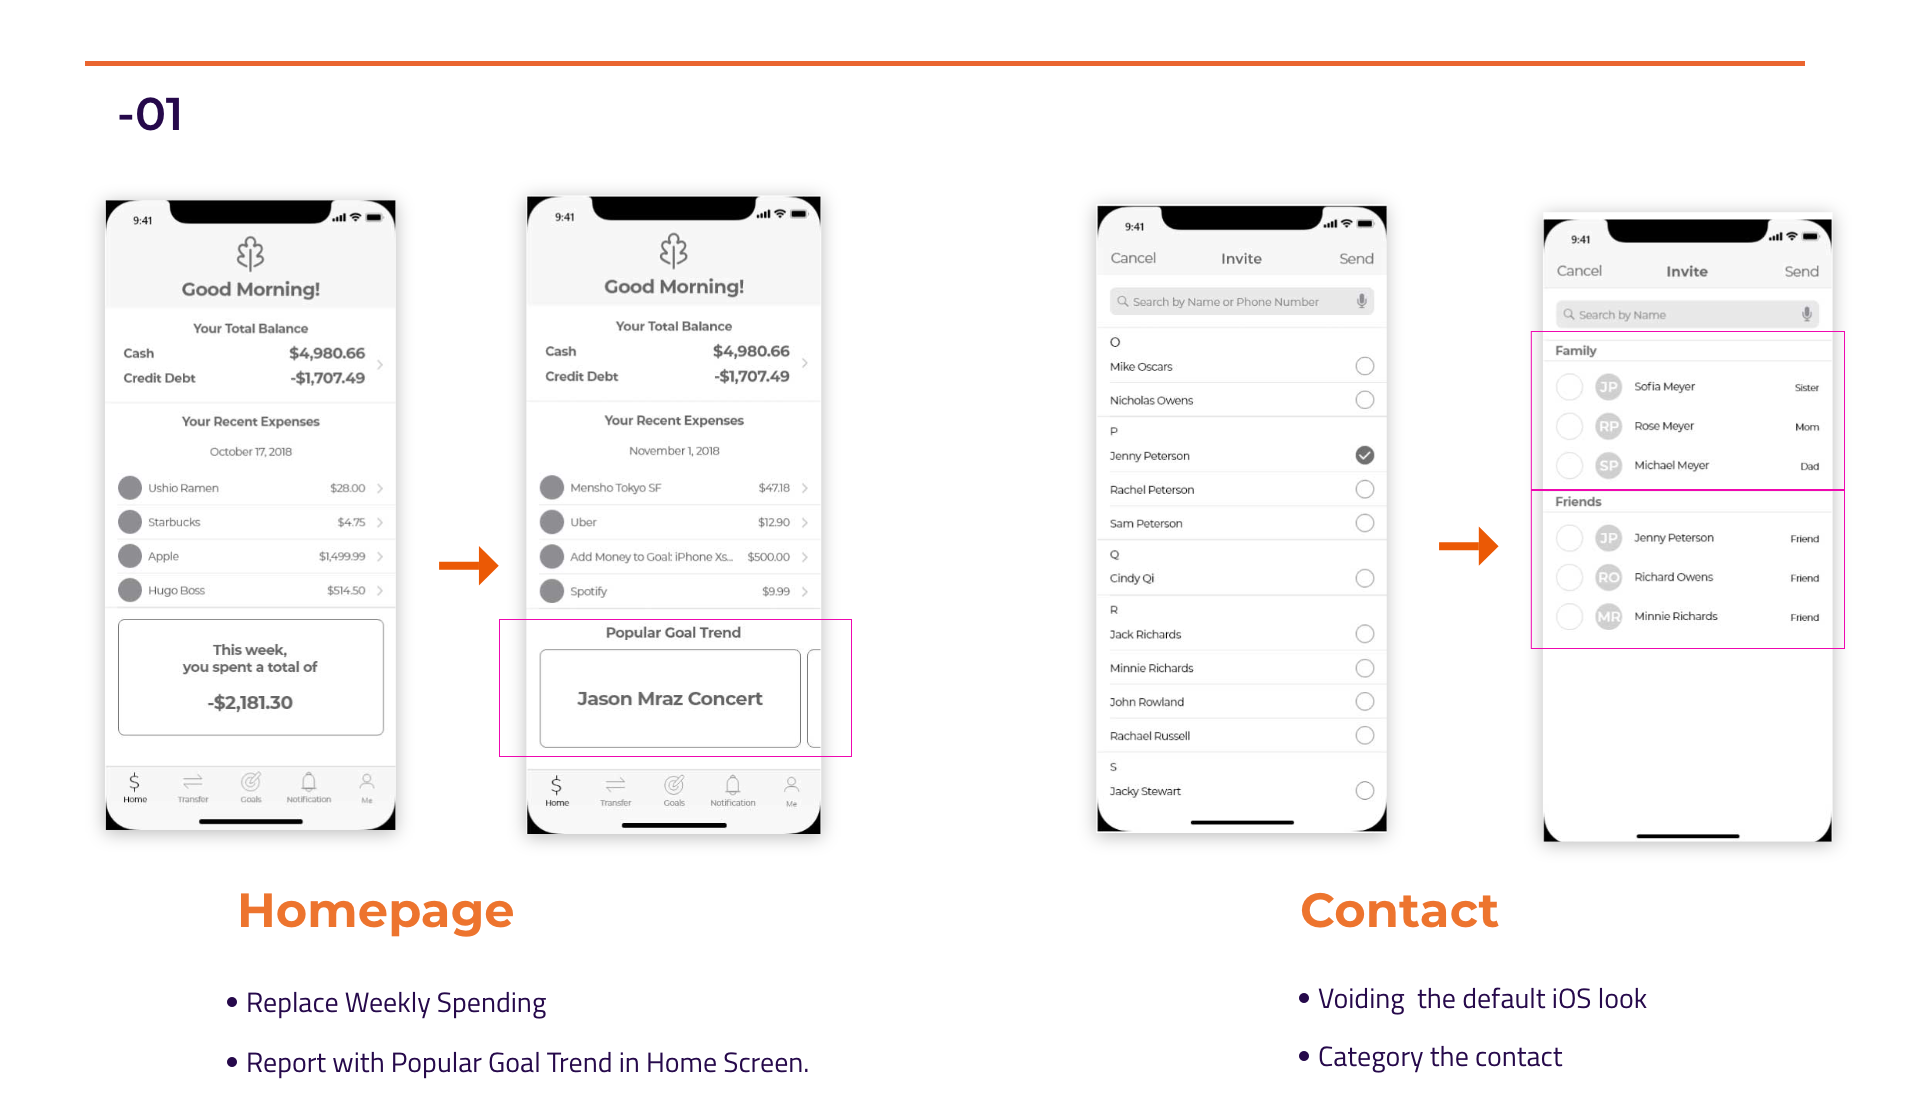 -01
9:41
Good Morning!
Your Total Balance
Cash $4,980.66
Credit Debt -$1,707.49
Your Recent Expenses
October 17, 2018
Ushio Ramen $28.00
Starbucks $4.75
Apple $1,499.99
Hugo Boss $514.50
This week,
you spent a total of
-$2,181.30
Home Transfer Goals Notification Me
9:41
Good Morning!
Your Total Balance
Cash $4,980.66
Credit Debt -$1,707.49
Your Recent Expenses
November 1, 2018
Mensho Tokyo SF $47.18
Uber $12.90
Add Money to Goal: iPhone Xs... $500.00
Spotify $9.99
Popular Goal Trend
Jason Mraz Concert
Home Transfer Goals Notification Me
Homepage
• Replace Weekly Spending
• Report with Popular Goal Trend in Home Screen.
9:41
Cancel Invite Send
Search by Name or Phone Number
O
Mike Oscars
Nicholas Owens
P
Jenny Peterson
Rachel Peterson
Sam Peterson
Q
Cindy Qi
R
Jack Richards
Minnie Richards
John Rowland
Rachael Russell
S
Jacky Stewart
9:41
Cancel Invite Send
Search by Name
Family
JP Sofia Meyer Sister
RP Rose Meyer Mom
SP Michael Meyer Dad
Friends
JP Jenny Peterson Friend
RO Richard Owens Friend
MR Minnie Richards Friend
Contact
• Voiding  the default iOS look
• Category the contact